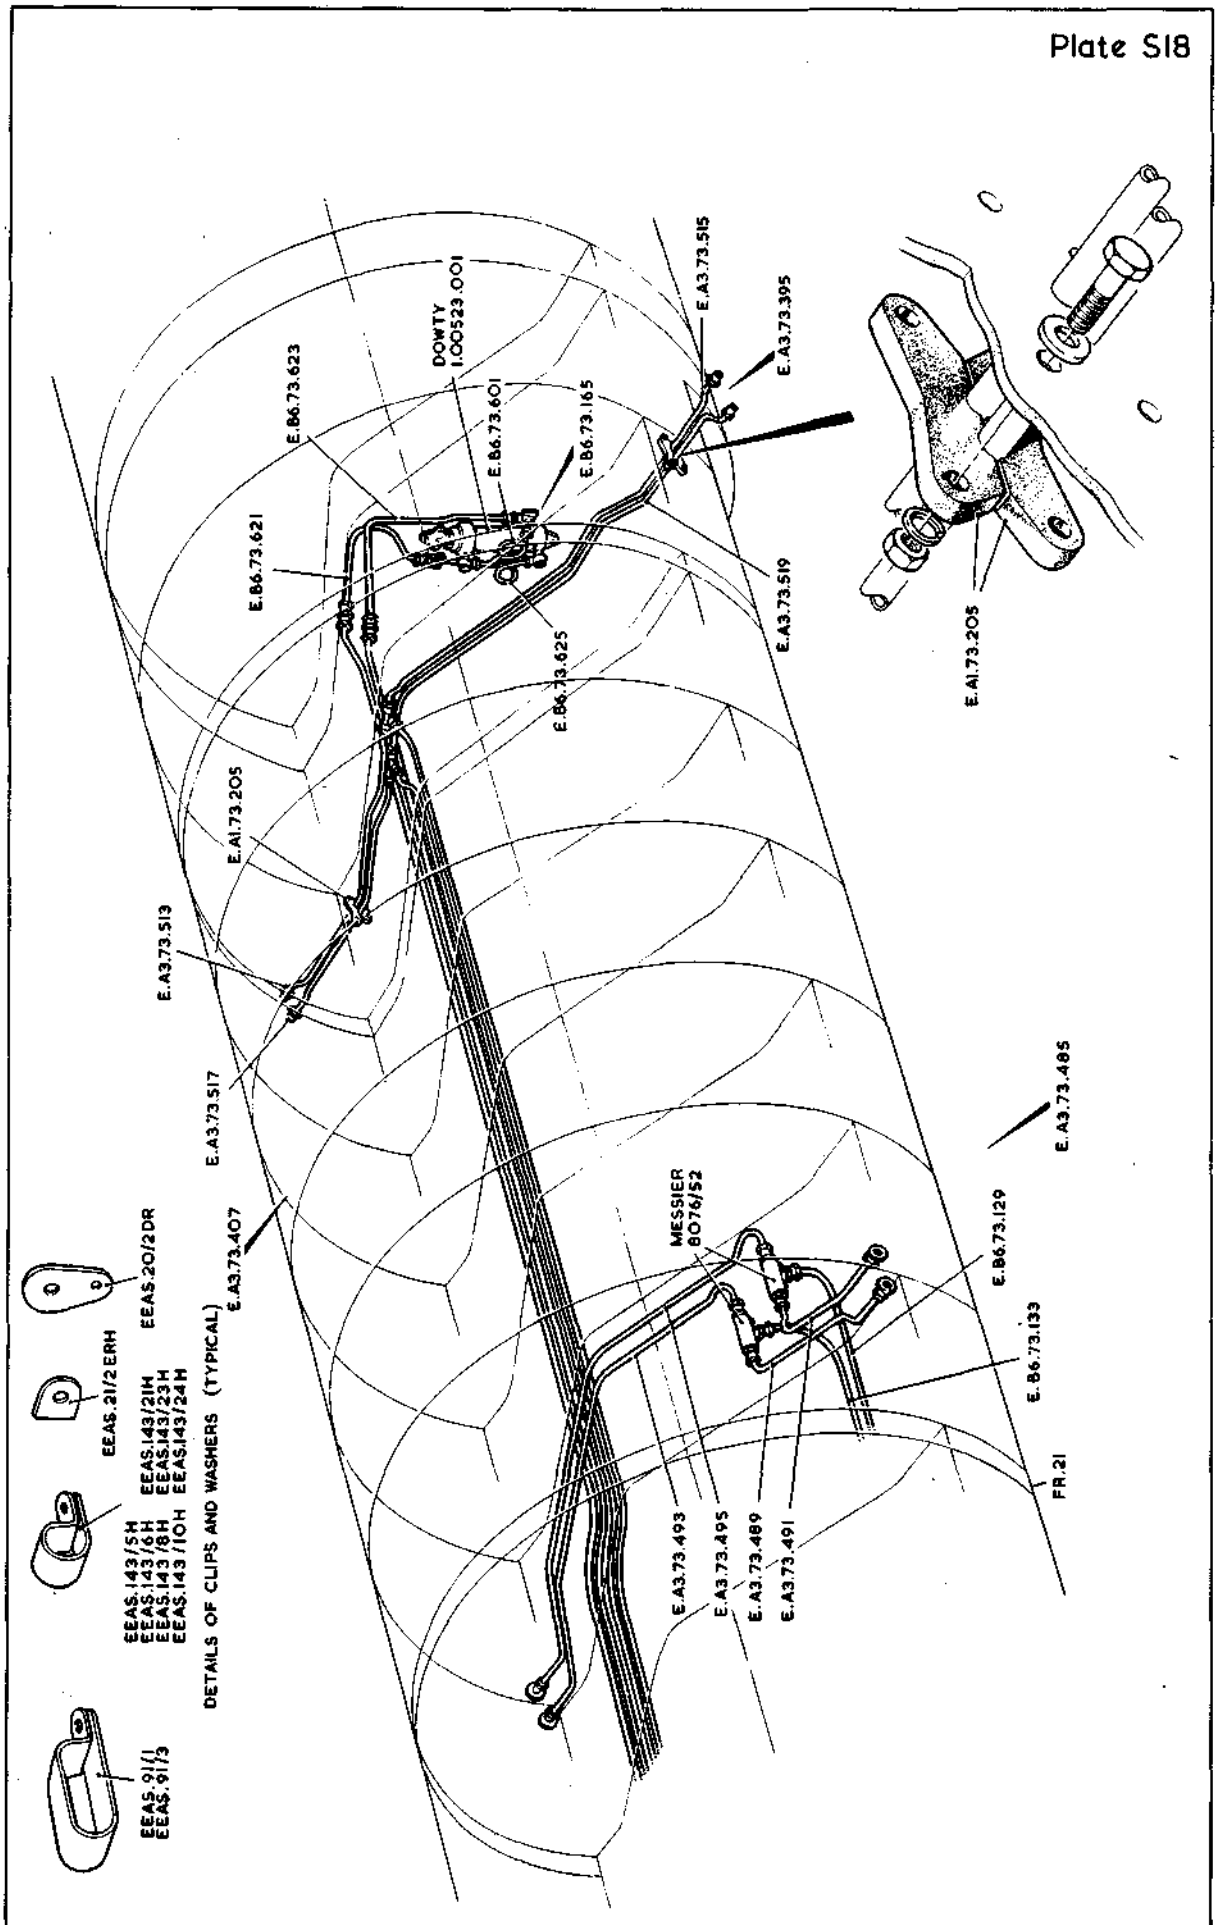 Plate S18
EEAS.91/1
EEAS.91/3
EEAS.143/5H
EEAS.143/6H EEAS.143/21H
EEAS.143/8H EEAS.143/23H
EEAS.143/10H EEAS.143/24H
EEAS.21/2ERH
EEAS.20/2DR
DETAILS OF CLIPS AND WASHERS (TYPICAL)
E.A3.73.407
E.A3.73.517
E.A3.73.513
E.A1.73.205
E.B6.73.621
E.B6.73.623
DOWTY
1.00523.001
E.B6.73.601
E.B6.73.165
E.B6.73.625
E.A3.73.515
E.A3.73.395
E.A3.73.519
E.A1.73.205
MESSIER
8076/52
E.A3.73.485
E.B6.73.129
E.B6.73.133
FR.21
E.A3.73.493
E.A3.73.495
E.A3.73.489
E.A3.73.491